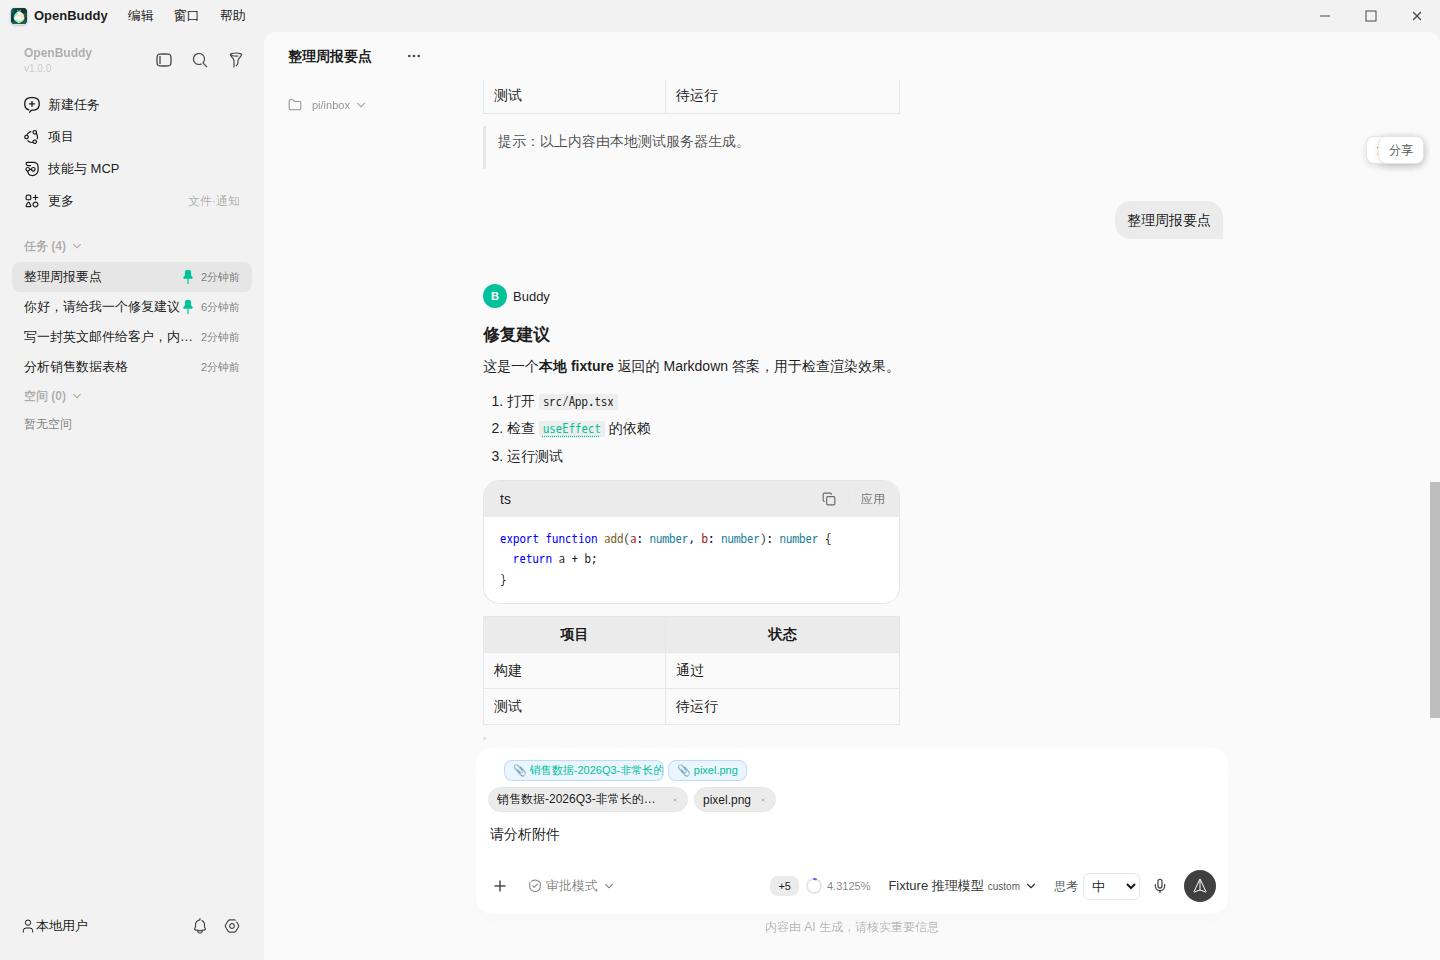 OpenBuddy 编辑 窗口 帮助
OpenBuddy
v1.0.0
新建任务
项目
技能与 MCP
更多 文件·通知
任务 (4)
整理周报要点 2分钟前
你好，请给我一个修复建议 6分钟前
写一封英文邮件给客户，内… 2分钟前
分析销售数据表格 2分钟前
空间 (0)
暂无空间
本地用户
整理周报要点
pi/inbox
测试 待运行
提示：以上内容由本地测试服务器生成。
分享
整理周报要点
B Buddy
修复建议
这是一个本地 fixture 返回的 Markdown 答案，用于检查渲染效果。
1. 打开 src/App.tsx
2. 检查 useEffect 的依赖
3. 运行测试
ts 应用
export function add(a: number, b: number): number {
return a + b;
}
项目 状态
构建 通过
测试 待运行
销售数据-2026Q3-非常长的 pixel.png
销售数据-2026Q3-非常长的… pixel.png
请分析附件
审批模式 +5 4.3125% Fixture 推理模型 custom 思考 中
内容由 AI 生成，请核实重要信息